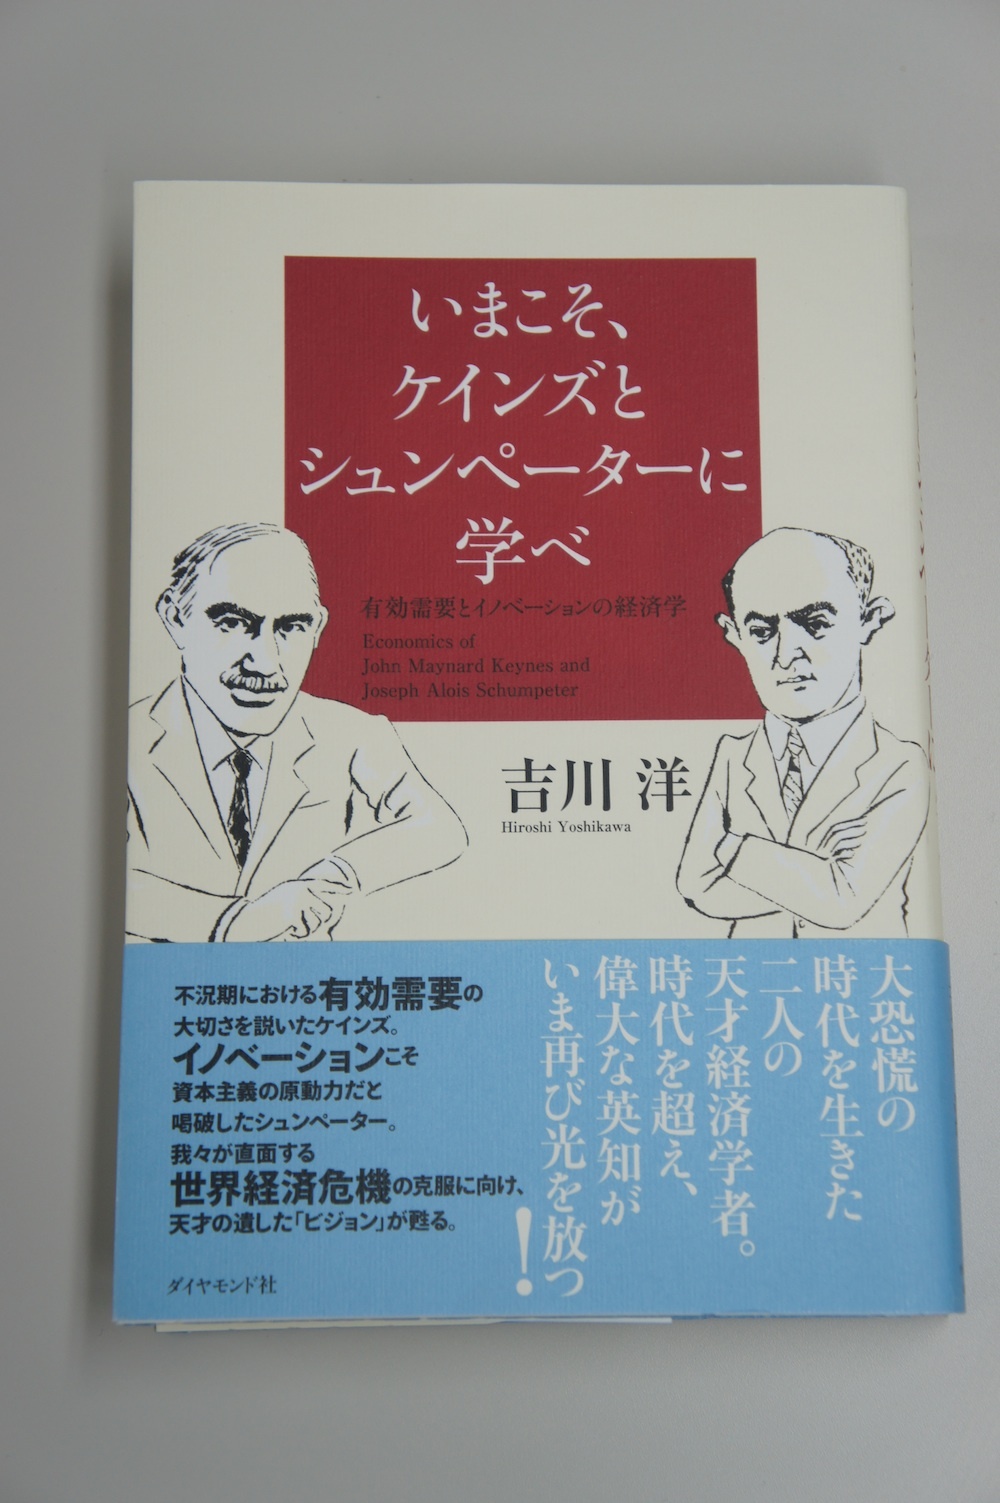 いまこそ、
ケインズと
シュンペーターに
学べ
有効需要とイノベーションの経済学
Economics of
John Maynard Keynes and
Joseph Alois Schumpeter
吉川 洋
Hiroshi Yoshikawa
大恐慌の
時代を生きた
二人の
天才経済学者。
時代を超え、
偉大な英知が
いま再び光を放つ
！
不況期における有効需要の
大切さを説いたケインズ。
イノベーションこそ
資本主義の原動力だと
喝破したシュンペーター。
我々が直面する
世界経済危機の克服に向け、
天才の遺した「ビジョン」が甦る。
ダイヤモンド社